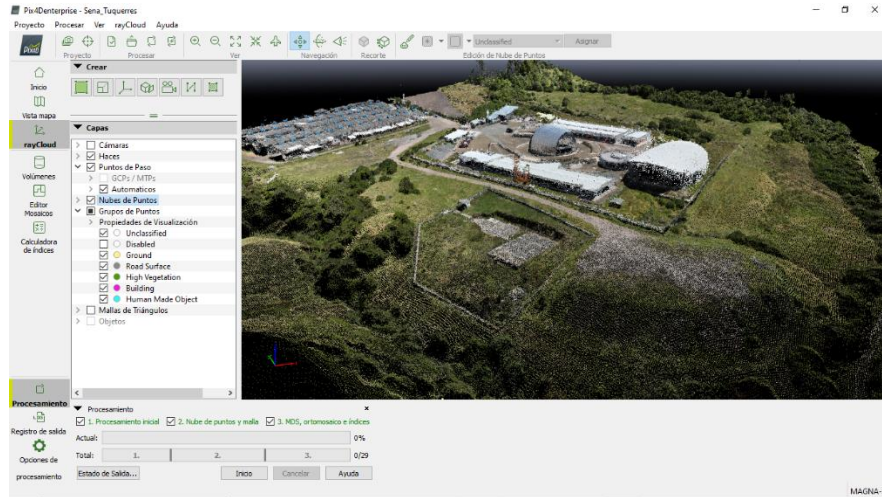 Pix4Denterprise - Sena_Tuquerres
Proyecto Procesar Ver rayCloud Ayuda
Unclassified Asignar
Proyecto Procesar Ver Navegación Recorte Edición de Nube de Puntos
Inicio
Vista mapa
rayCloud
Volúmenes
Editor
Mosaicos
Calculadora
de índices
Crear
Capas
Cámaras
Haces
Puntos de Paso
GCPs / MTPs
Automaticos
Nubes de Puntos
Grupos de Puntos
Propiedades de Visualización
Unclassified
Disabled
Ground
Road Surface
High Vegetation
Building
Human Made Object
Mallas de Triángulos
Objetos
Procesamiento
Registro de salida
Opciones de
procesamiento
Procesamiento
1. Procesamiento inicial 2. Nube de puntos y malla 3. MDS, ortomosaico e índices
Actual: 0%
Total: 1. 2. 3. 0/29
Estado de Salida... Inicio Cancelar Ayuda
MAGNA-